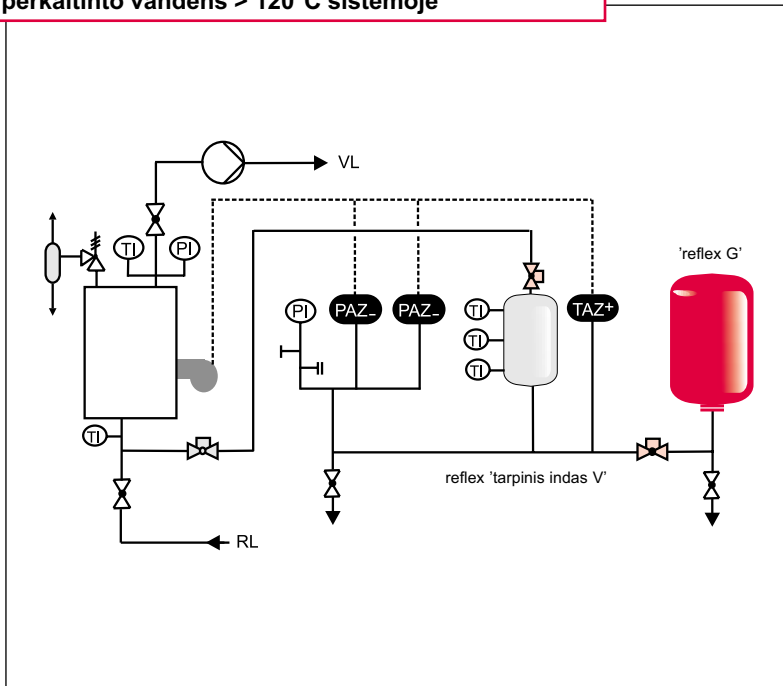 perkaitinto vandens > 120°C sistemoje
VL
TI
PI
'reflex G'
PI
PAZ-
PAZ-
TI
TI
TI
TAZ+
TI
reflex 'tarpinis indas V'
RL